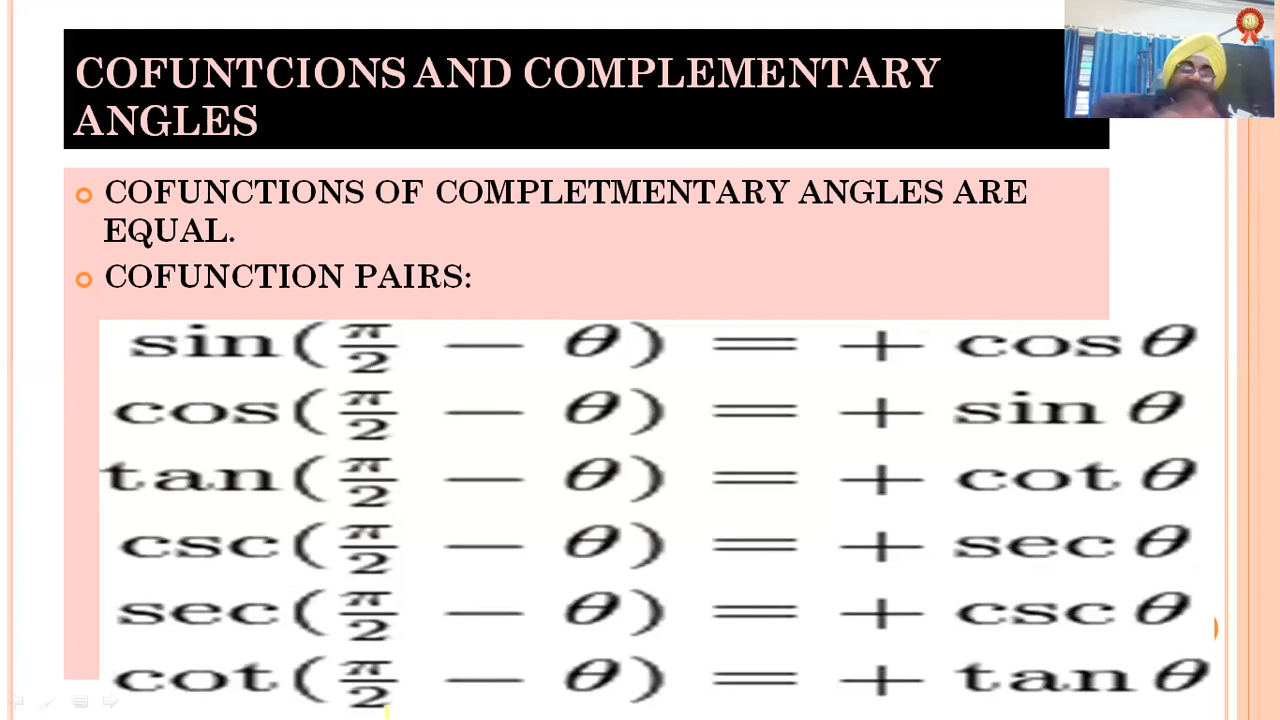 COFUNTCIONS AND COMPLEMENTARY
ANGLES
COFUNCTIONS OF COMPLETMENTARY ANGLES ARE
EQUAL.
COFUNCTION PAIRS:
sin(π/2 − θ) = + cos θ
cos(π/2 − θ) = + sin θ
tan(π/2 − θ) = + cot θ
csc(π/2 − θ) = + sec θ
sec(π/2 − θ) = + csc θ
cot(π/2 − θ) = + tan θ